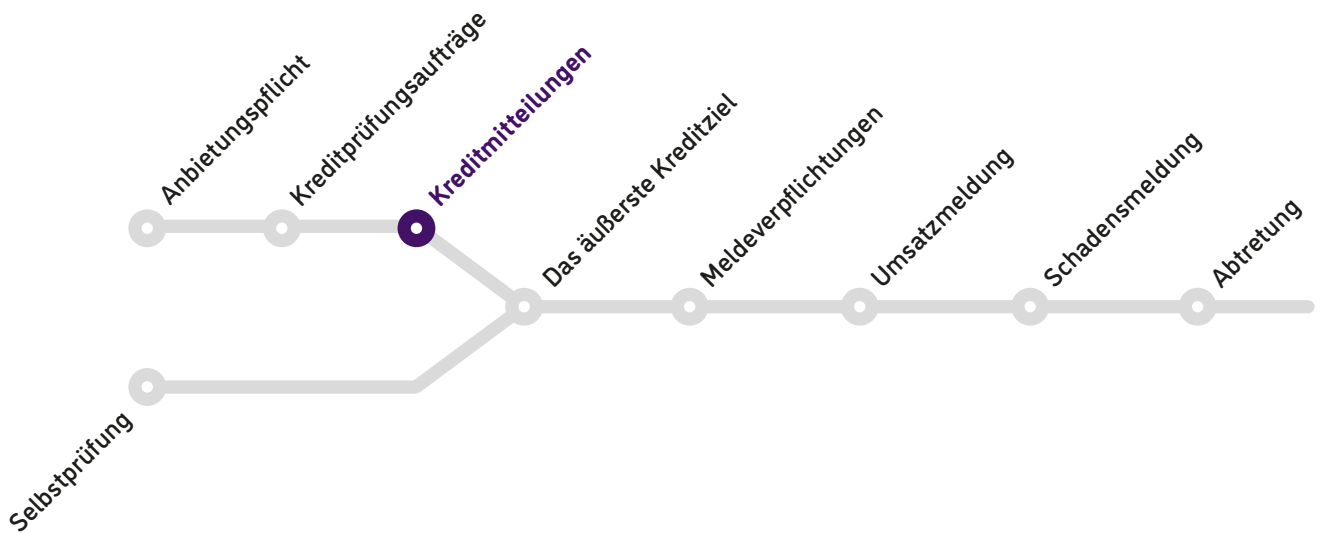 Anbietungspflicht
Kreditprüfungsaufträge
Kreditmitteilungen
Das äußerste Kreditziel
Meldeverpflichtungen
Umsatzmeldung
Schadensmeldung
Abtretung
Selbstprüfung